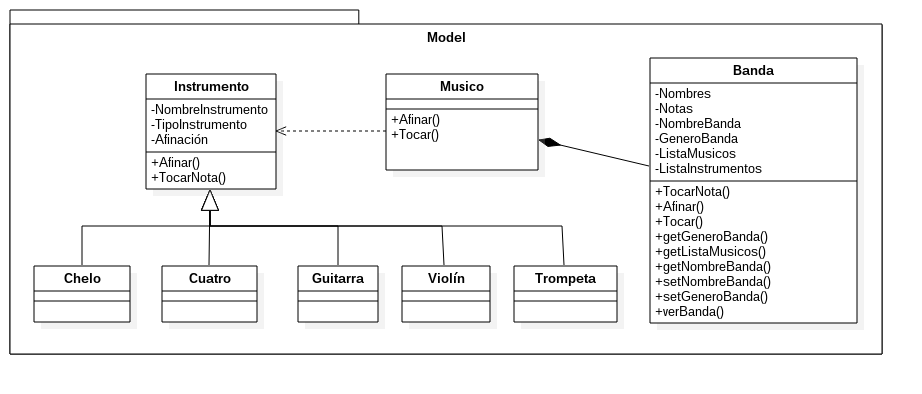 Model
Instrumento
-NombreInstrumento
-TipoInstrumento
-Afinación
+Afinar()
+TocarNota()
Musico
+Afinar()
+Tocar()
Banda
-Nombres
-Notas
-NombreBanda
-GeneroBanda
-ListaMusicos
-ListaInstrumentos
+TocarNota()
+Afinar()
+Tocar()
+getGeneroBanda()
+getListaMusicos()
+getNombreBanda()
+setNombreBanda()
+setGeneroBanda()
+verBanda()
Chelo
Cuatro
Guitarra
Violín
Trompeta